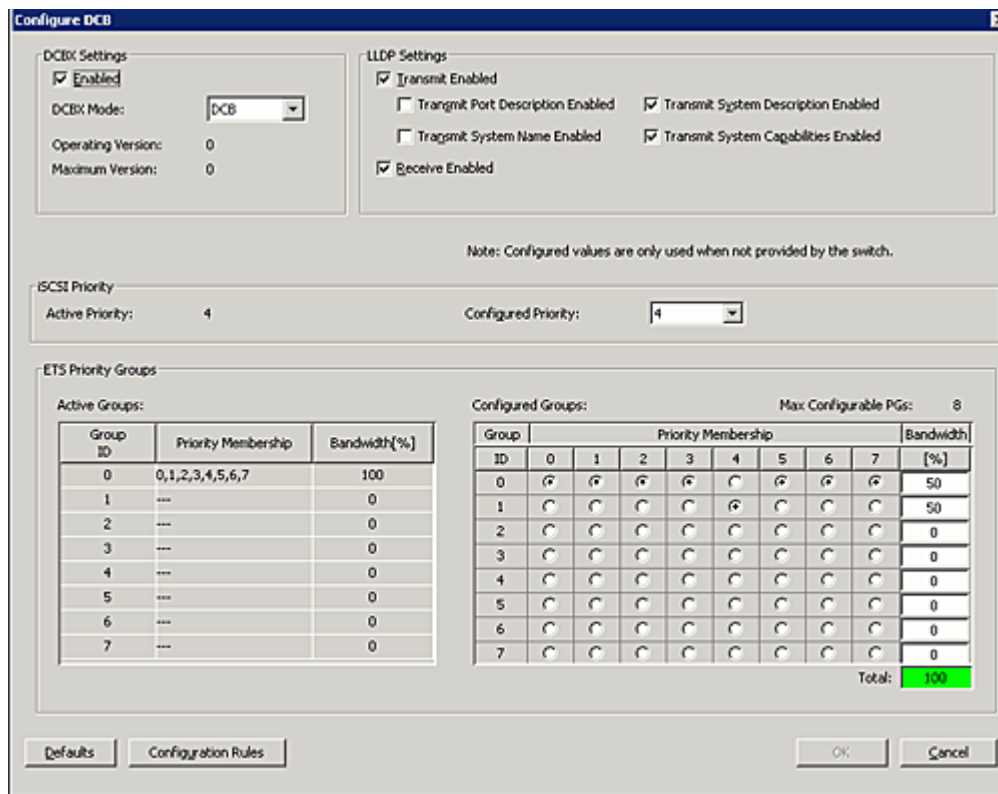 Configure DCB
DCBX Settings
Enabled
DCBX Mode: DCB
Operating Version: 0
Maximum Version: 0
LLDP Settings
Transmit Enabled
Transmit Port Description Enabled
Transmit System Description Enabled
Transmit System Name Enabled
Transmit System Capabilities Enabled
Receive Enabled
Note: Configured values are only used when not provided by the switch.
iSCSI Priority
Active Priority: 4
Configured Priority: 4
ETS Priority Groups
Active Groups:
Group ID Priority Membership Bandwidth[%]
0 0,1,2,3,4,5,6,7 100
1 --- 0
2 --- 0
3 --- 0
4 --- 0
5 --- 0
6 --- 0
7 --- 0
Configured Groups: Max Configurable PGs: 8
Group Priority Membership Bandwidth
ID 0 1 2 3 4 5 6 7 [%]
0 50
1 50
2 0
3 0
4 0
5 0
6 0
7 0
Total: 100
Defaults
Configuration Rules
OK
Cancel